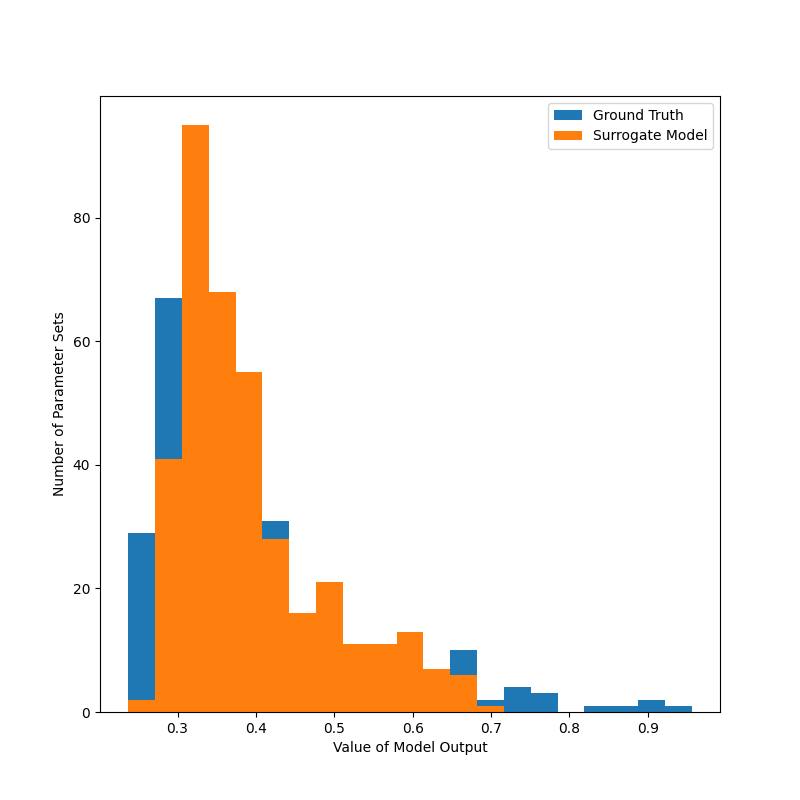 Ground Truth
Surrogate Model
Number of Parameter Sets
80
60
40
20
0
0.3 0.4 0.5 0.6 0.7 0.8 0.9
Value of Model Output